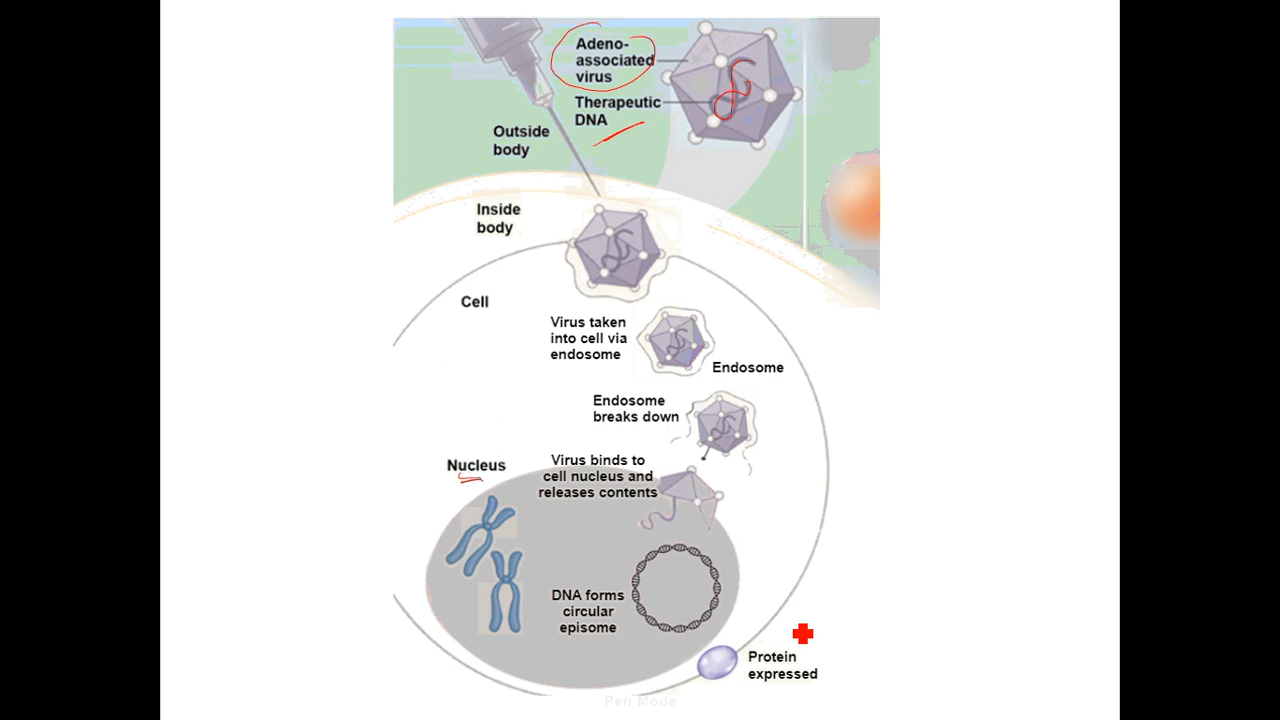 Adeno-
associated
virus
Therapeutic
DNA
Outside
body
Inside
body
Cell
Virus taken
into cell via
endosome
Endosome
Endosome
breaks down
Nucleus
Virus binds to
cell nucleus and
releases contents
DNA forms
circular
episome
Protein
expressed
Pen Mode